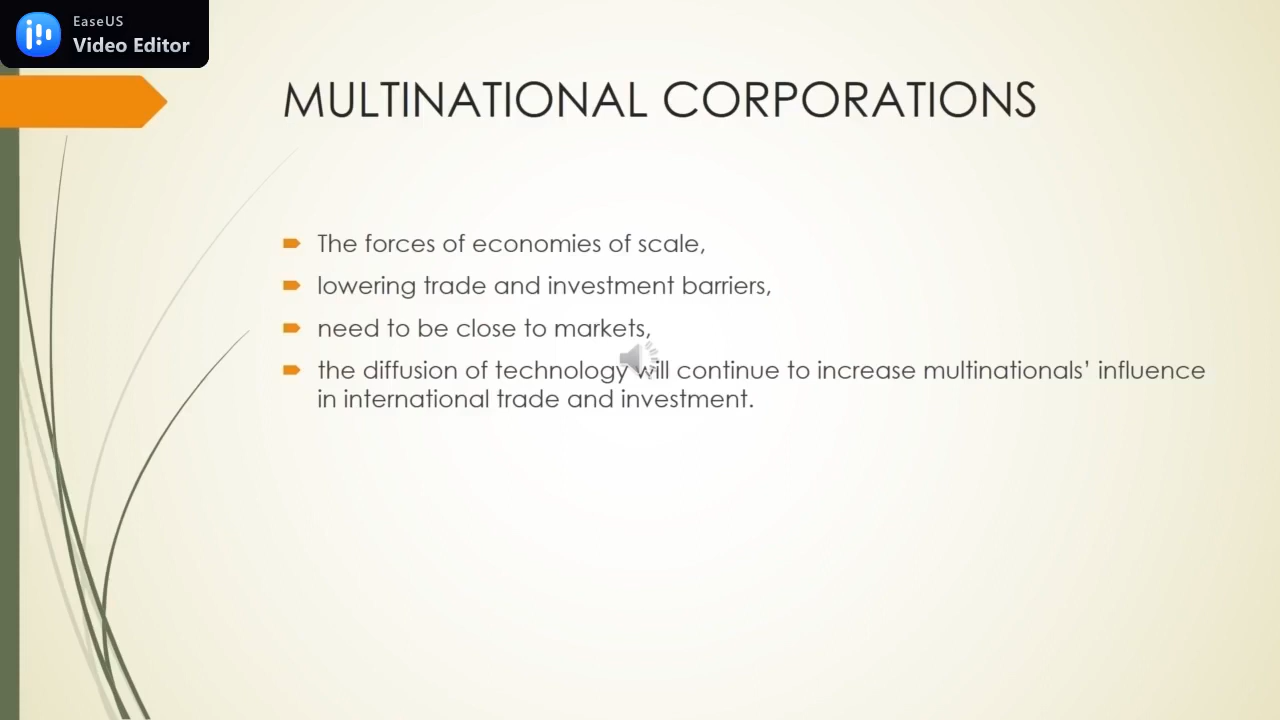 EaseUS
Video Editor
MULTINATIONAL CORPORATIONS
The forces of economies of scale,
lowering trade and investment barriers,
need to be close to markets,
the diffusion of technology will continue to increase multinationals’ influence
in international trade and investment.